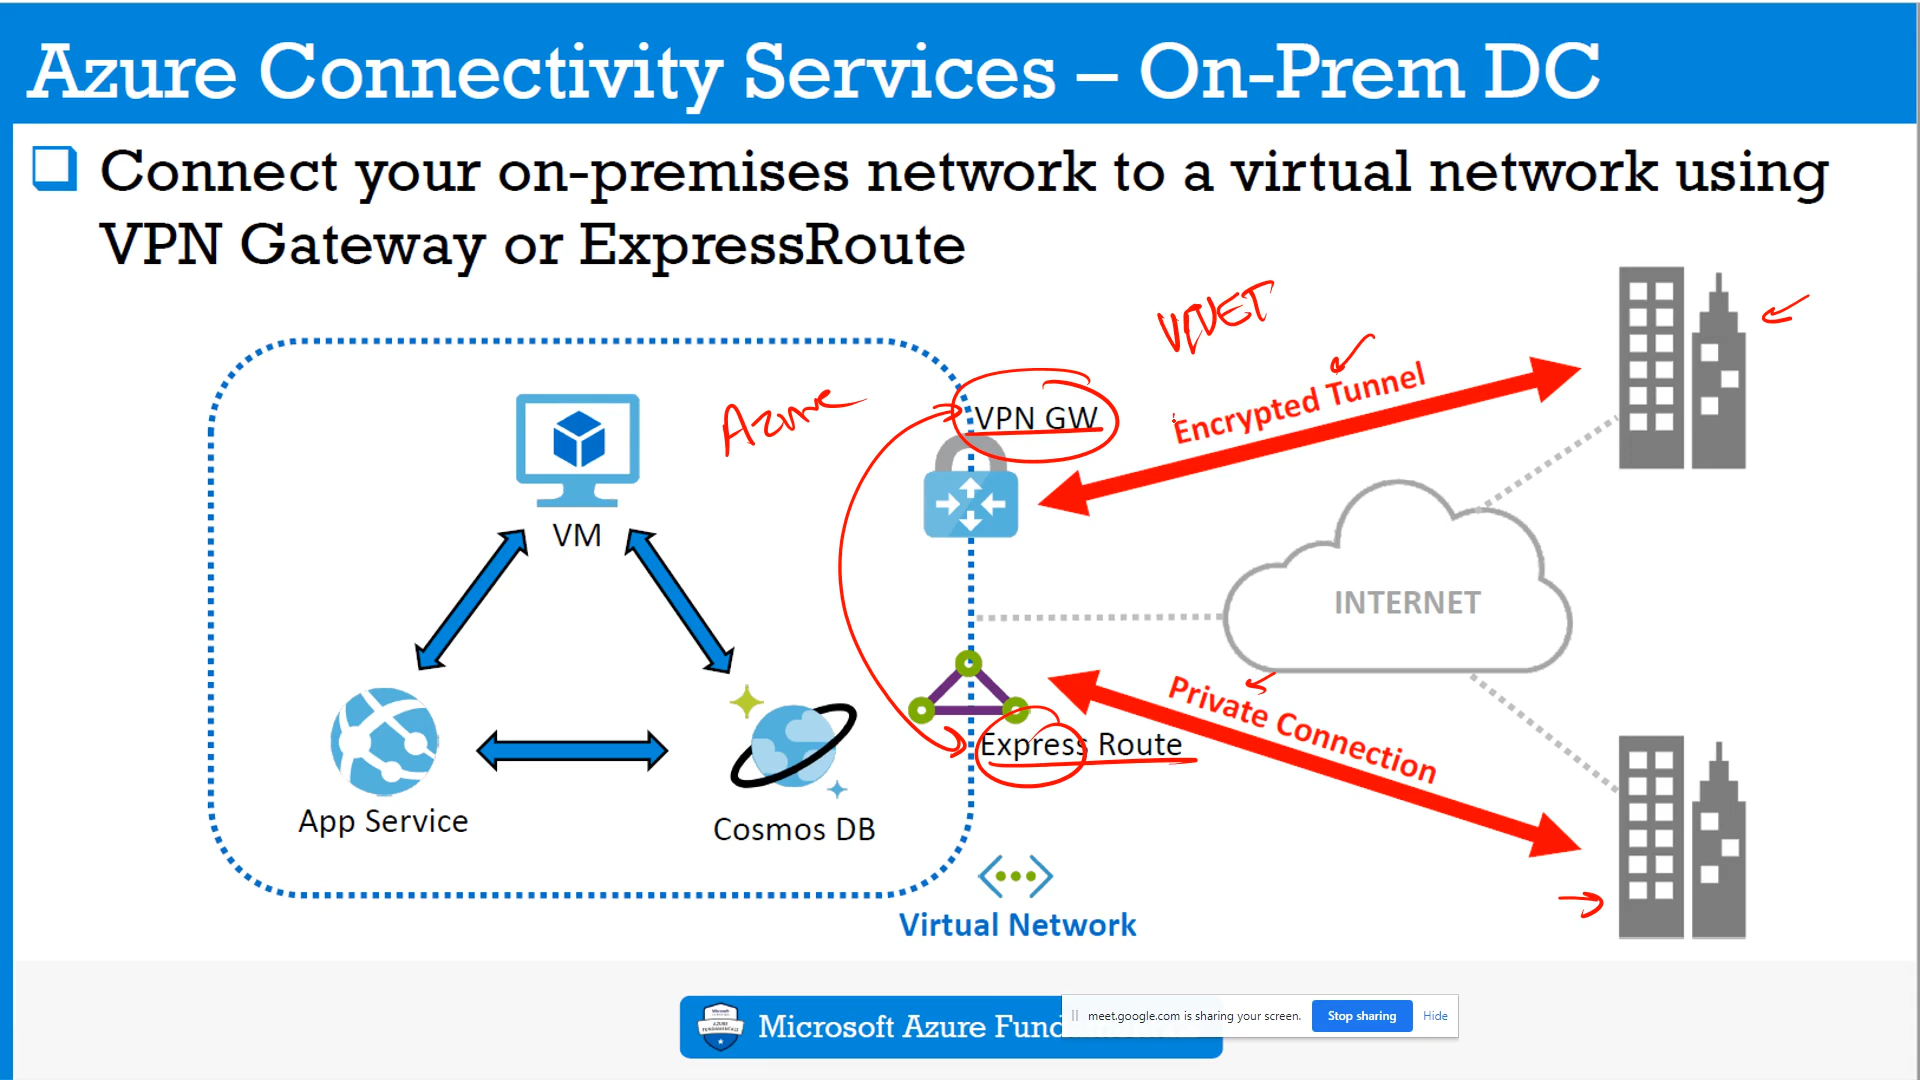 Azure Connectivity Services – On-Prem DC
Connect your on-premises network to a virtual network using
VPN Gateway or ExpressRoute
VNET
Azure
VPN GW
Encrypted Tunnel
VM
INTERNET
Private Connection
Express Route
App Service
Cosmos DB
Virtual Network
Microsoft Azure Fund
meet.google.com is sharing your screen.
Stop sharing
Hide